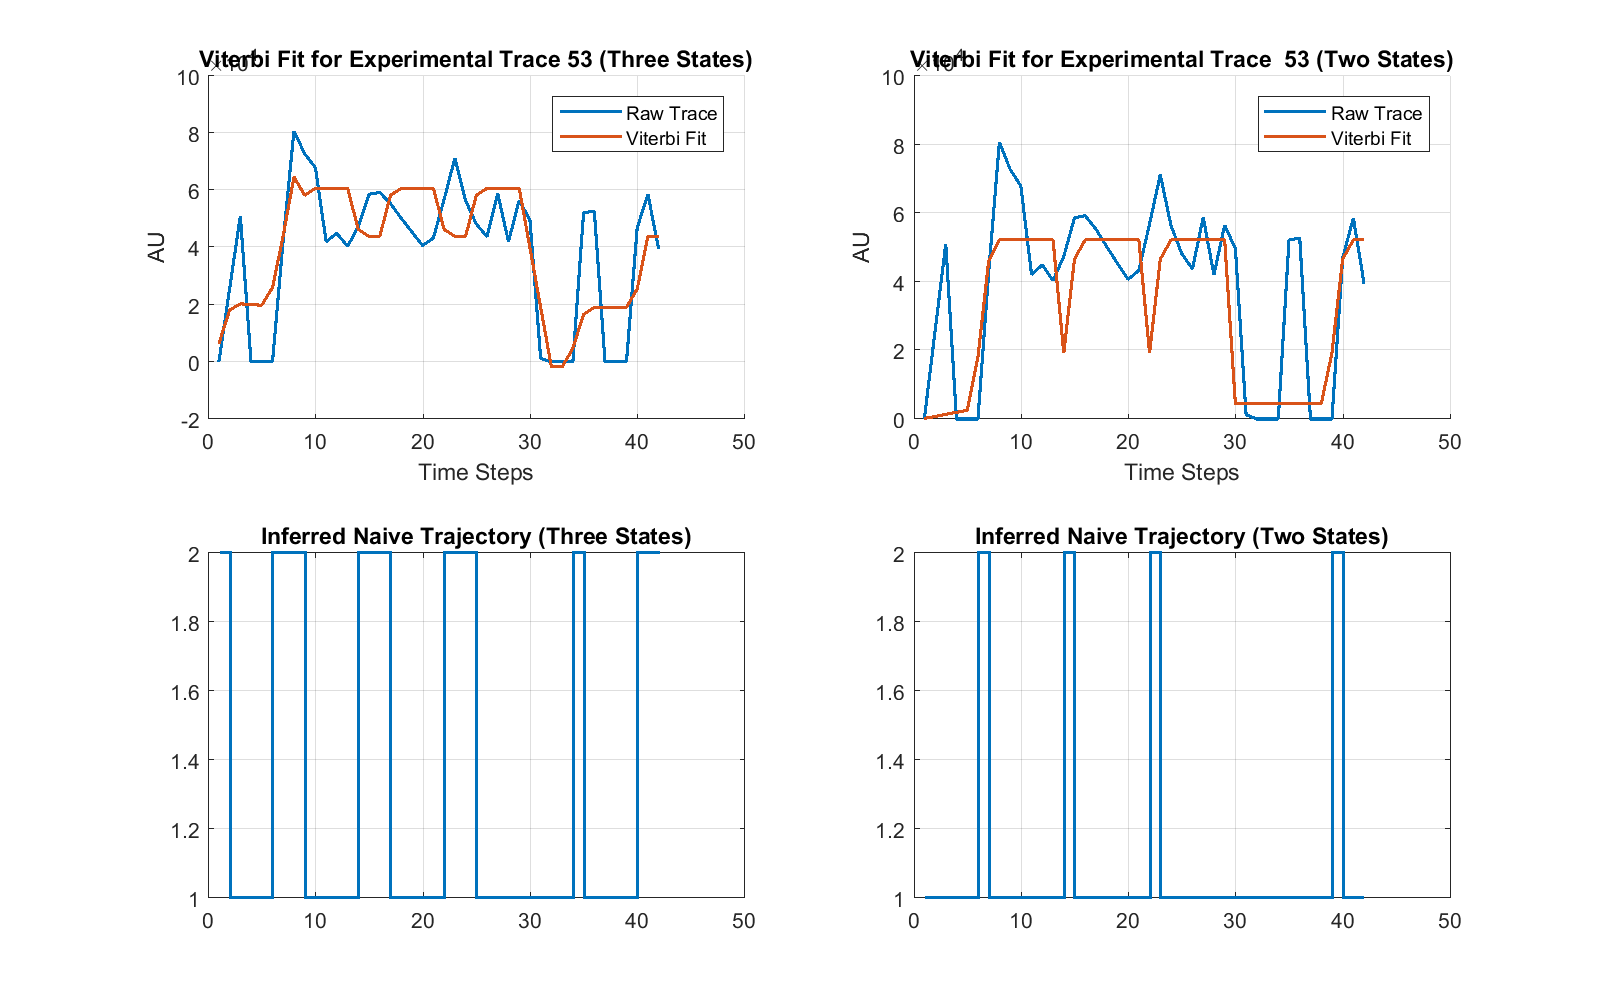 Viterbi Fit for Experimental Trace 53 (Three States)
×10⁴
10
8
6
4
2
0
-2
AU
0 10 20 30 40 50
Time Steps
Raw Trace
Viterbi Fit
Viterbi Fit for Experimental Trace 53 (Two States)
×10⁴
10
8
6
4
2
0
AU
0 10 20 30 40 50
Time Steps
Raw Trace
Viterbi Fit
Inferred Naive Trajectory (Three States)
2
1.8
1.6
1.4
1.2
1
0 10 20 30 40 50
Inferred Naive Trajectory (Two States)
2
1.8
1.6
1.4
1.2
1
0 10 20 30 40 50